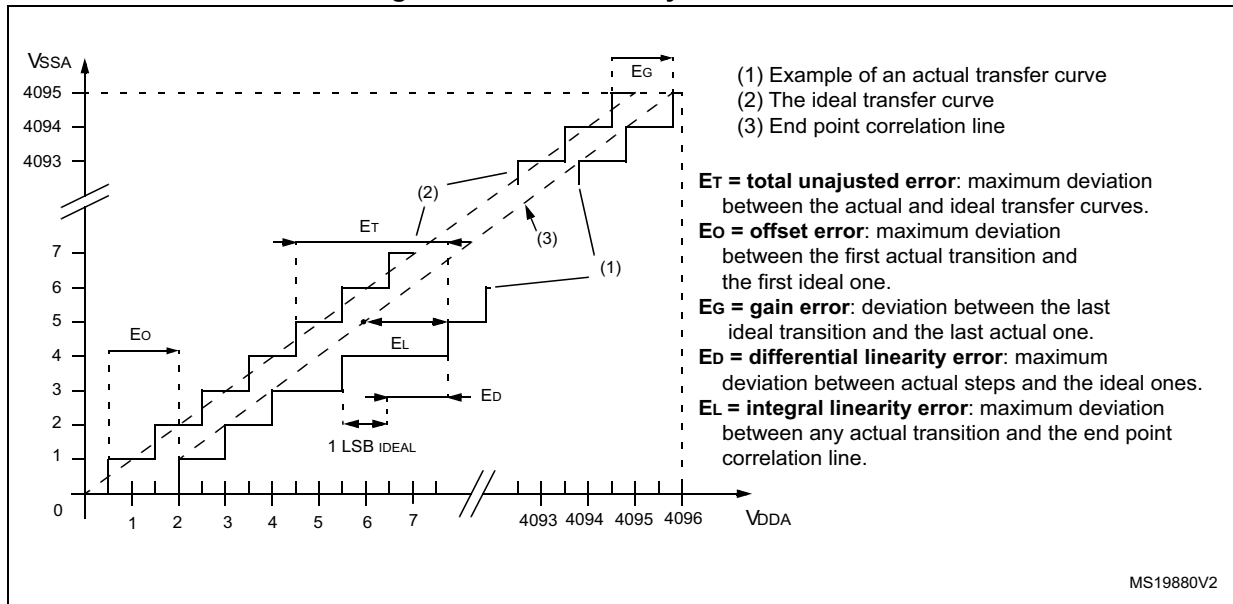 VSSA
4095
4094
4093
7
6
5
4
3
2
1
0
1 2 3 4 5 6 7 4093 4094 4095 4096
VDDA
EG
(2)
ET
(3)
(1)
EO
EL
ED
1 LSB IDEAL
(1) Example of an actual transfer curve
(2) The ideal transfer curve
(3) End point correlation line
ET = total unajusted error: maximum deviation
between the actual and ideal transfer curves.
EO = offset error: maximum deviation
between the first actual transition and
the first ideal one.
EG = gain error: deviation between the last
ideal transition and the last actual one.
ED = differential linearity error: maximum
deviation between actual steps and the ideal ones.
EL = integral linearity error: maximum deviation
between any actual transition and the end point
correlation line.
MS19880V2